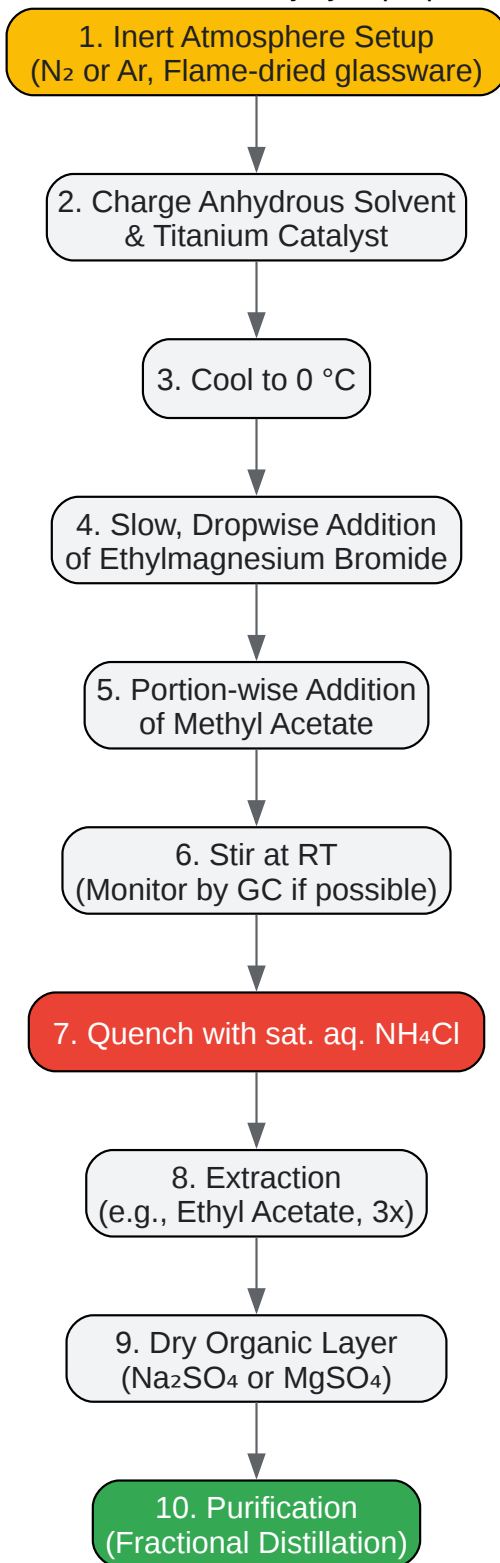 1. Inert Atmosphere Setup
(N₂ or Ar, Flame-dried glassware)
2. Charge Anhydrous Solvent
& Titanium Catalyst
3. Cool to 0 °C
4. Slow, Dropwise Addition
of Ethylmagnesium Bromide
5. Portion-wise Addition
of Methyl Acetate
6. Stir at RT
(Monitor by GC if possible)
7. Quench with sat. aq. NH₄Cl
8. Extraction
(e.g., Ethyl Acetate, 3x)
9. Dry Organic Layer
(Na₂SO₄ or MgSO₄)
10. Purification
(Fractional Distillation)